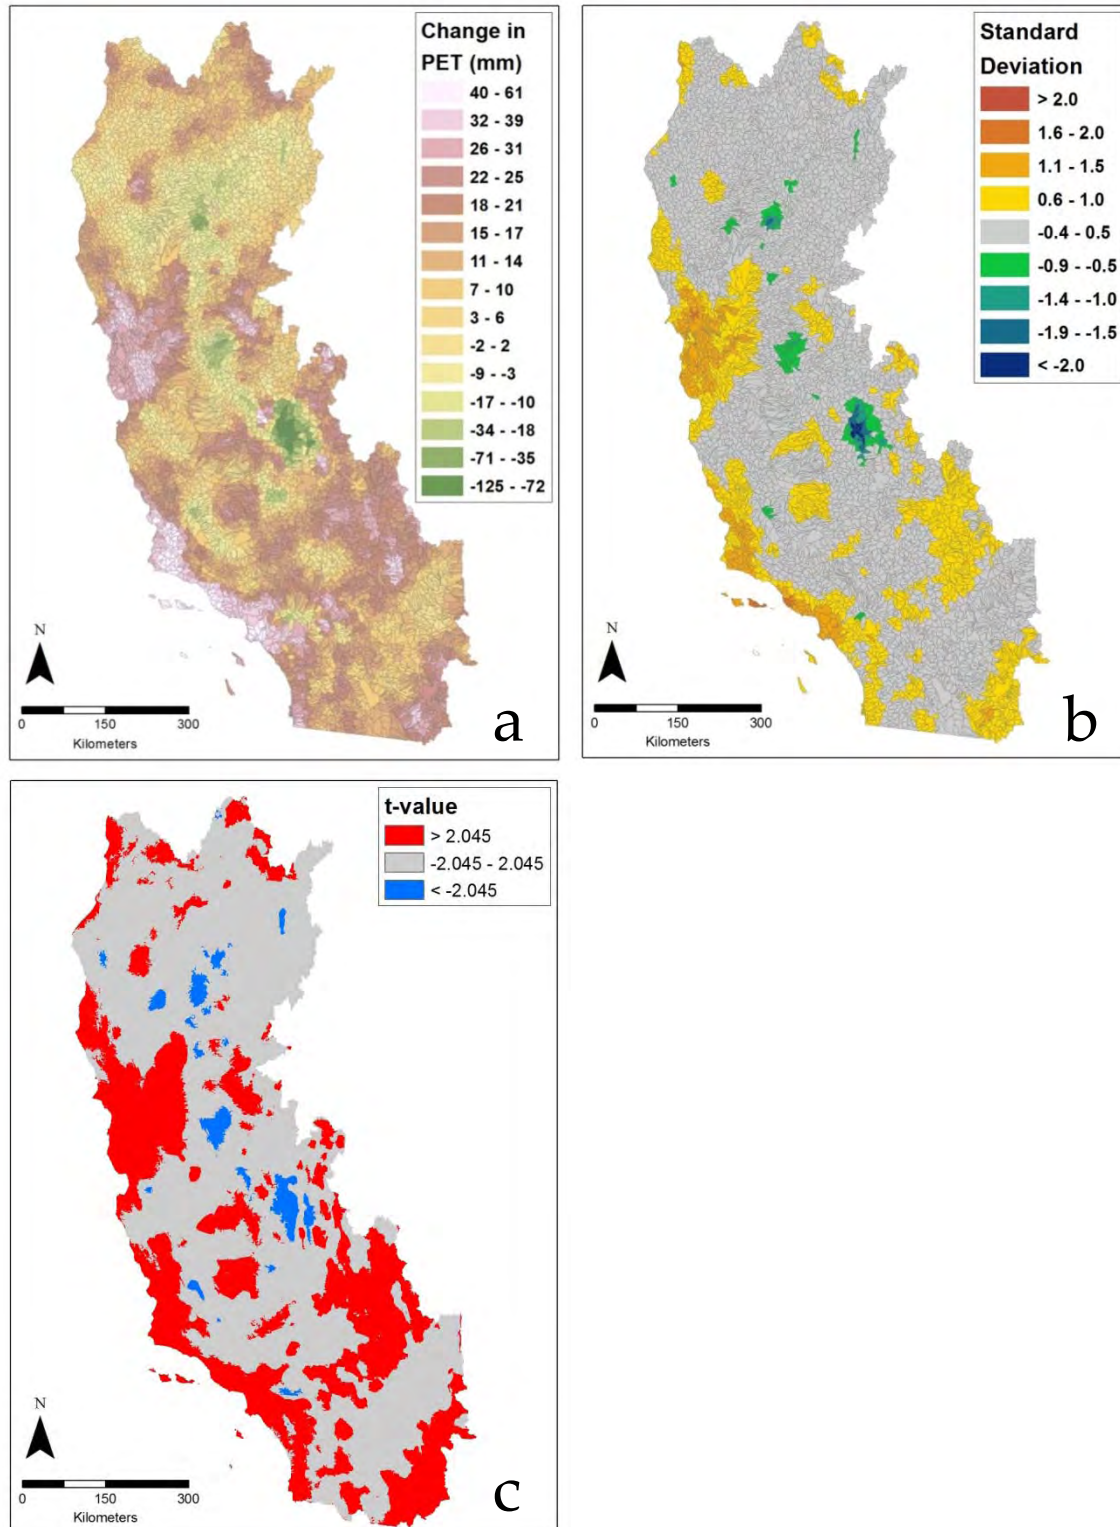 Change in
PET (mm)
40 - 61
32 - 39
26 - 31
22 - 25
18 - 21
15 - 17
11 - 14
7 - 10
3 - 6
-2 - 2
-9 - -3
-17 - -10
-34 - -18
-71 - -35
-125 - -72
N
0 150 300
Kilometers
a
Standard
Deviation
> 2.0
1.6 - 2.0
1.1 - 1.5
0.6 - 1.0
-0.4 - 0.5
-0.9 - -0.5
-1.4 - -1.0
-1.9 - -1.5
< -2.0
N
0 150 300
Kilometers
b
t-value
> 2.045
-2.045 - 2.045
< -2.045
N
0 150 300
Kilometers
c